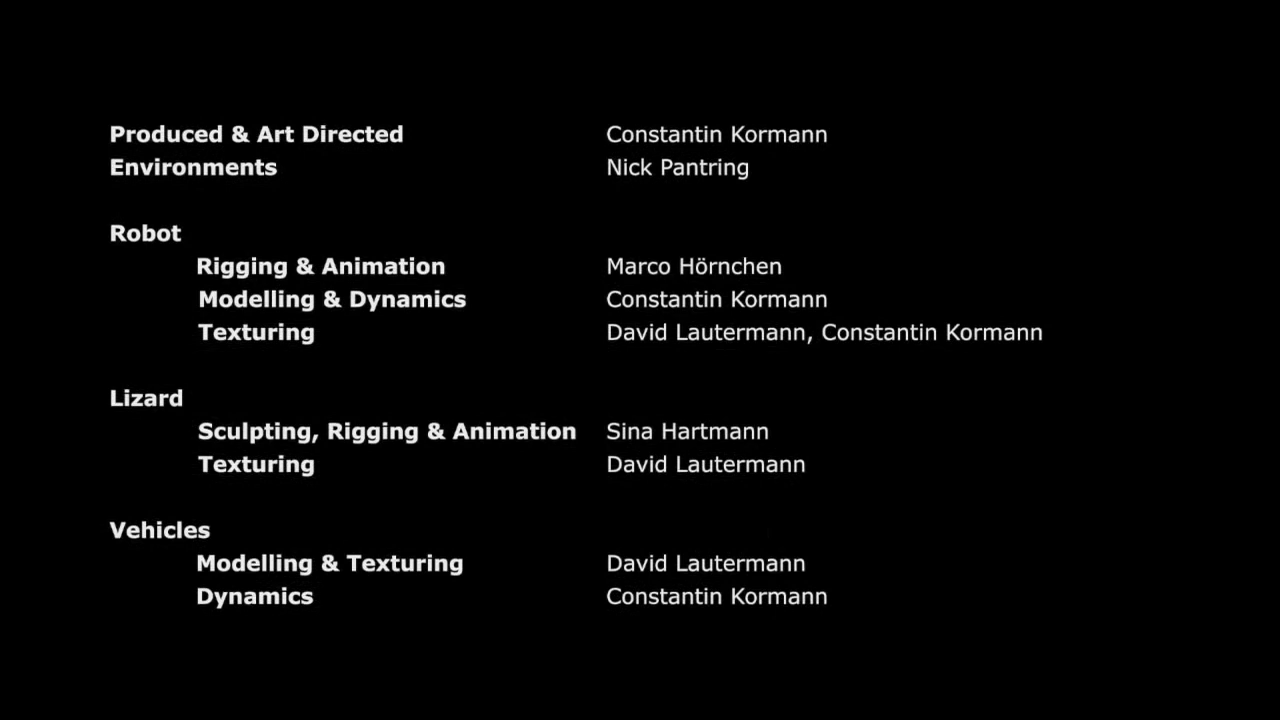 Produced & Art Directed Constantin Kormann
Environments Nick Pantring
Robot
Rigging & Animation Marco Hörnchen
Modelling & Dynamics Constantin Kormann
Texturing David Lautermann, Constantin Kormann
Lizard
Sculpting, Rigging & Animation Sina Hartmann
Texturing David Lautermann
Vehicles
Modelling & Texturing David Lautermann
Dynamics Constantin Kormann